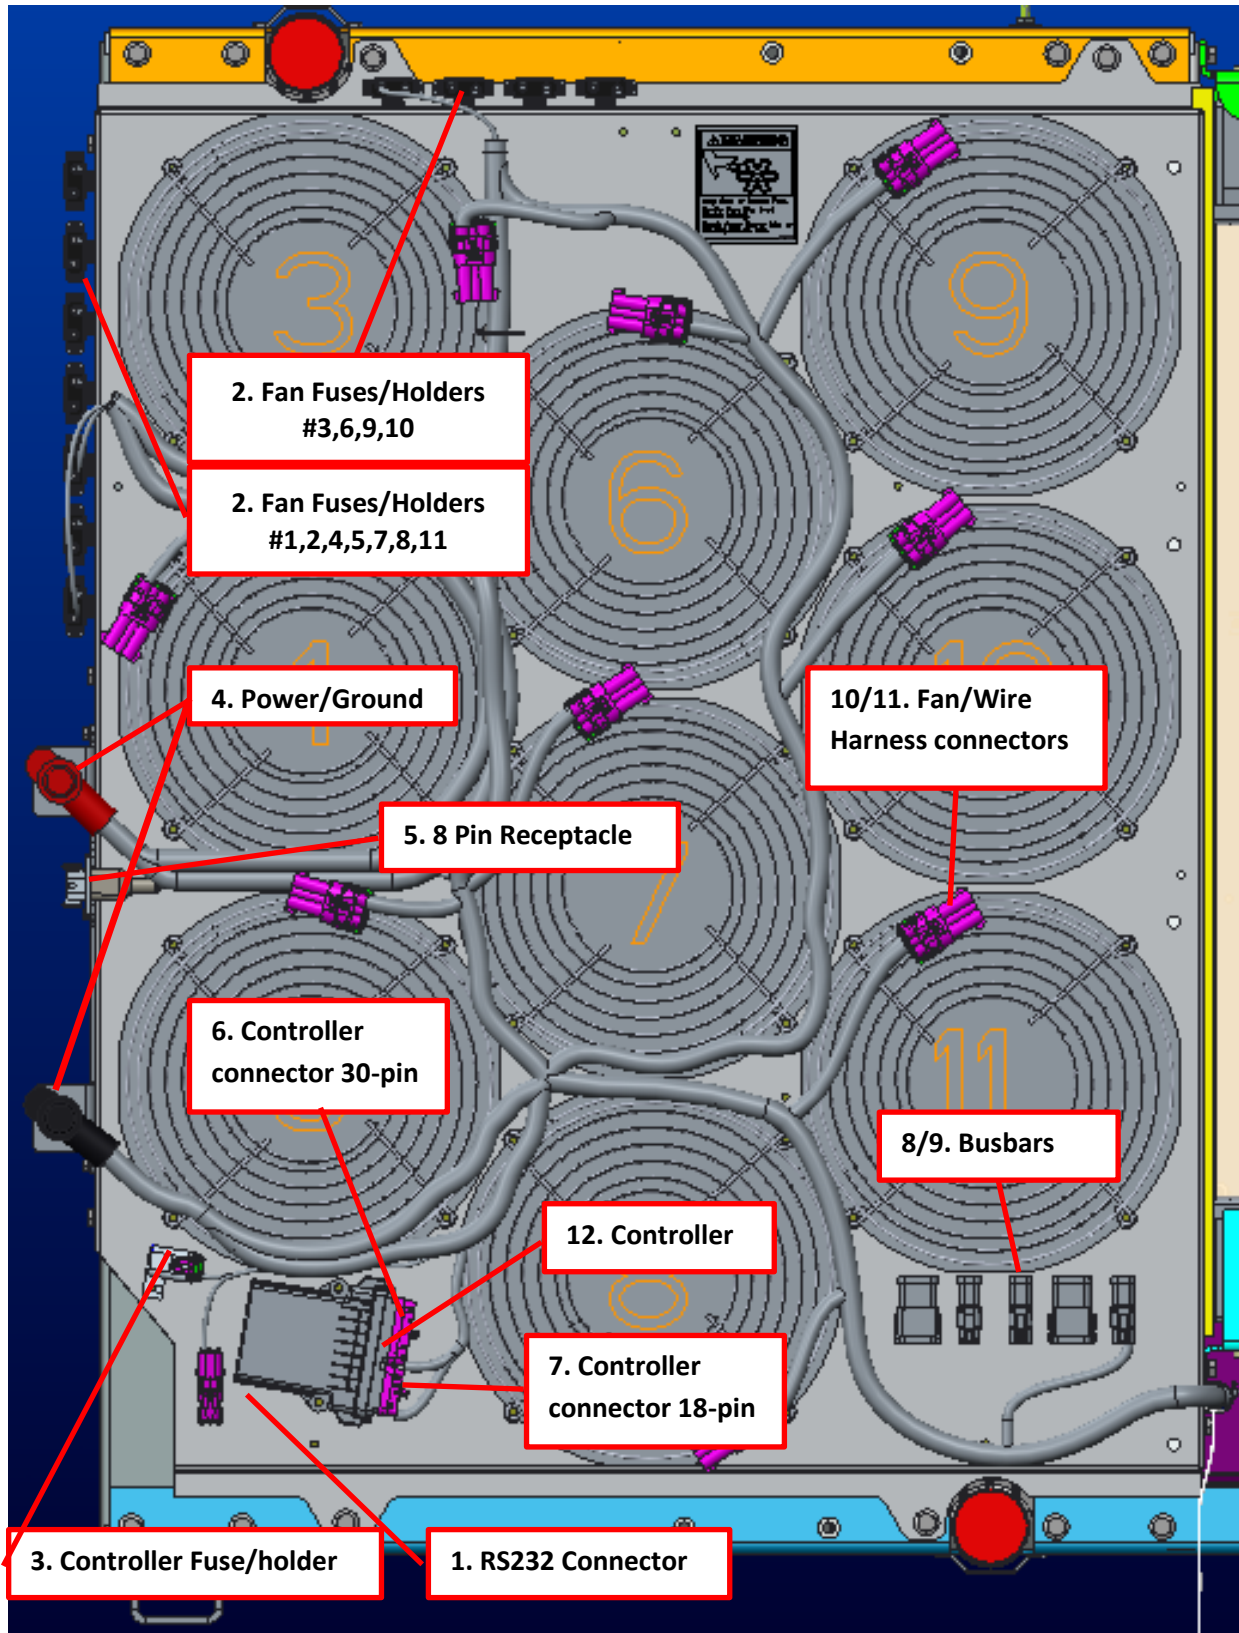 3
9
2. Fan Fuses/Holders
#3,6,9,10
6
2. Fan Fuses/Holders
#1,2,4,5,7,8,11
4. Power/Ground
10/11. Fan/Wire
Harness connectors
5. 8 Pin Receptacle
7
6. Controller
connector 30-pin
11
8/9. Busbars
12. Controller
7. Controller
connector 18-pin
3. Controller Fuse/holder
1. RS232 Connector